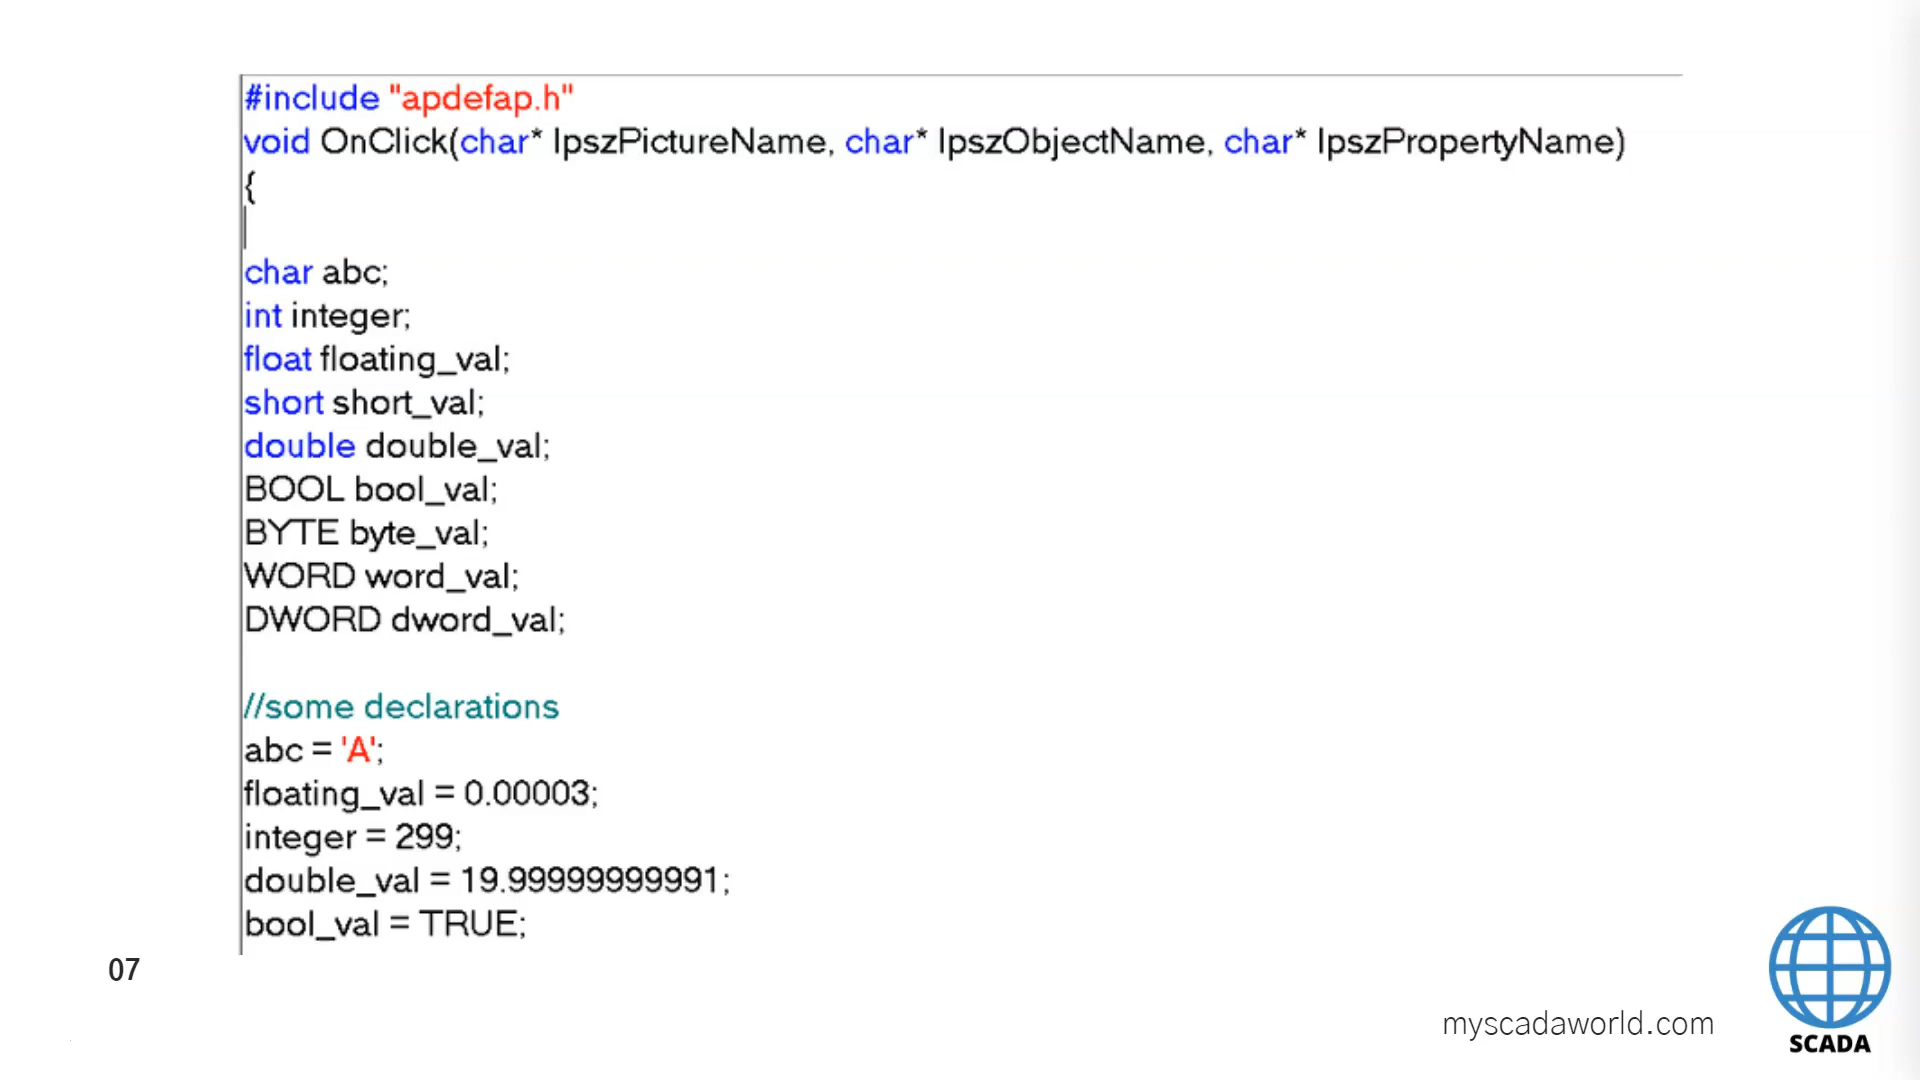 #include "apdefap.h"
void OnClick(char* lpszPictureName, char* lpszObjectName, char* lpszPropertyName)
{
char abc;
int integer;
float floating_val;
short short_val;
double double_val;
BOOL bool_val;
BYTE byte_val;
WORD word_val;
DWORD dword_val;
//some declarations
abc = 'A';
floating_val = 0.00003;
integer = 299;
double_val = 19.99999999991;
bool_val = TRUE;
07
myscadaworld.com
SCADA